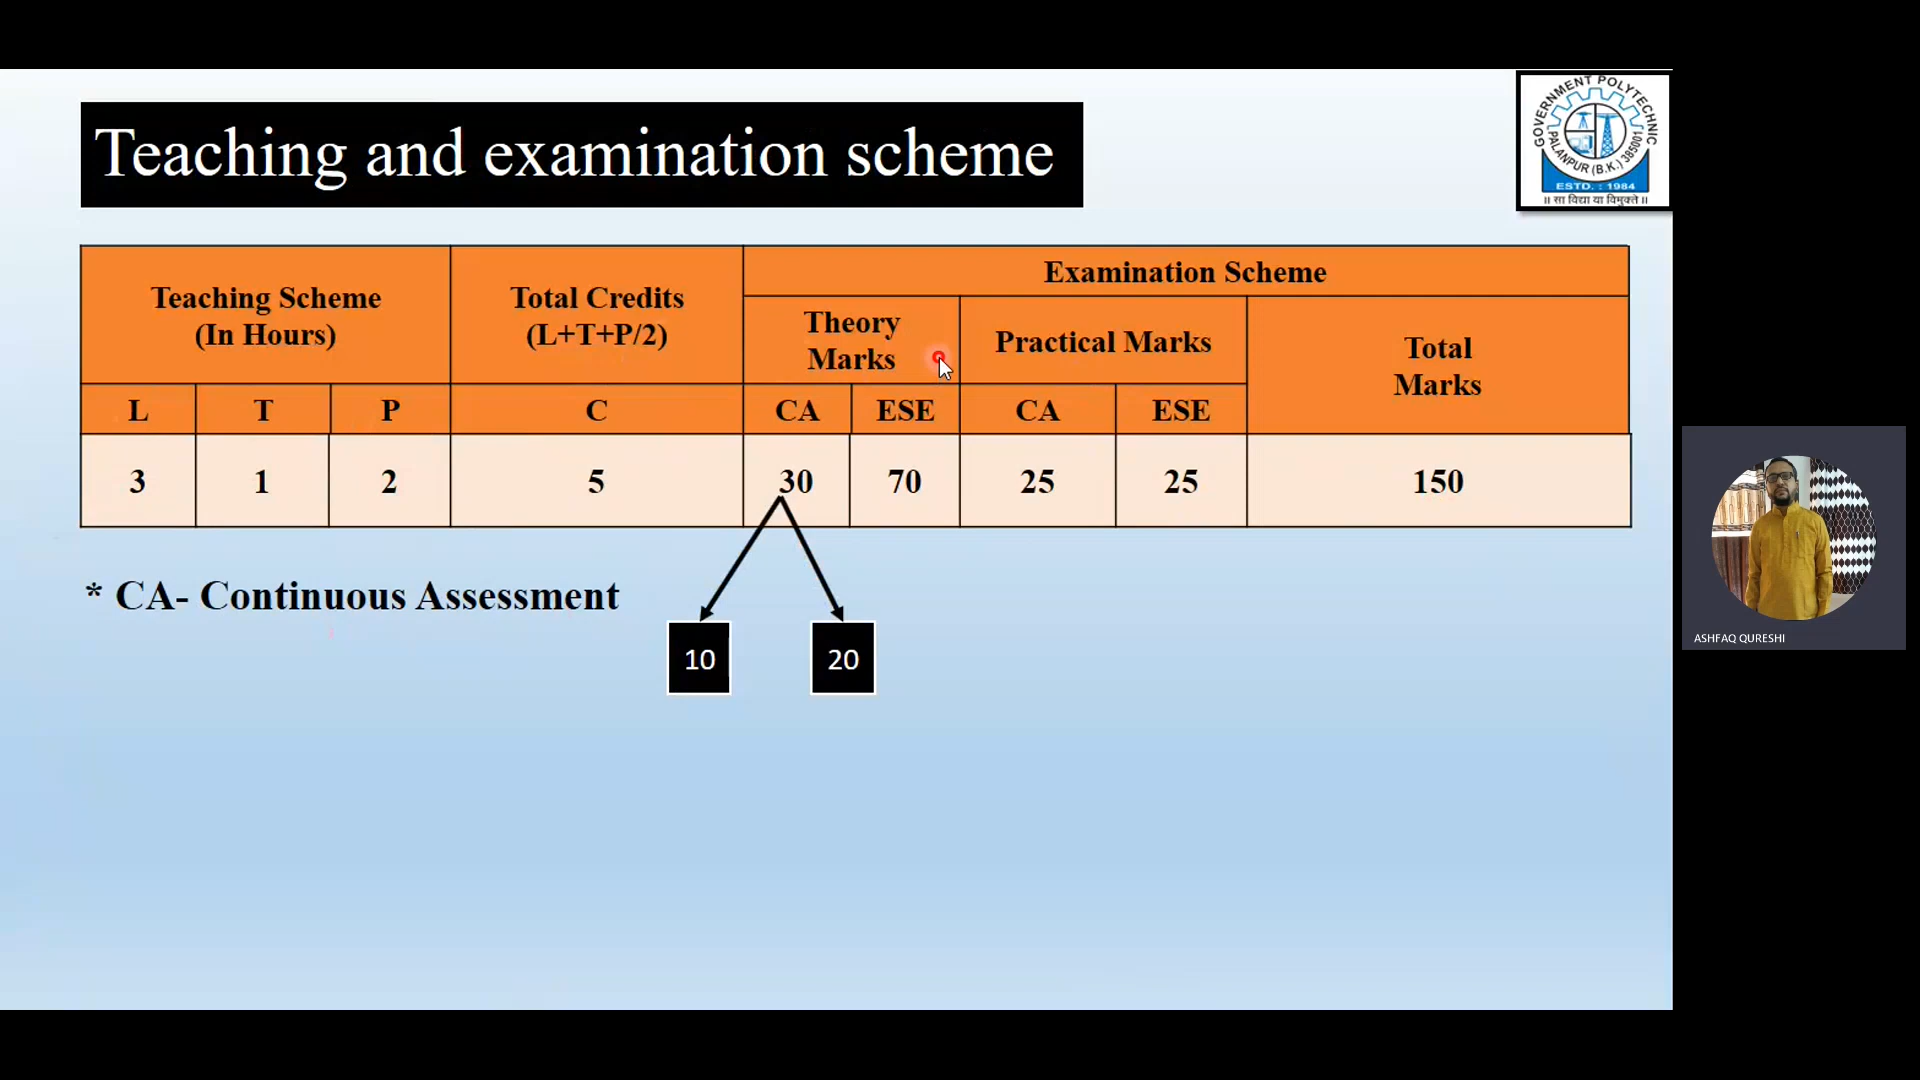 Teaching and examination scheme
GOVERNMENT POLYTECHNIC
PALANPUR (B.K.) 385001
ESTD. : 1984
॥ सा विद्या या विमुक्ते ॥
Teaching Scheme
(In Hours)
Total Credits
(L+T+P/2)
Examination Scheme
Theory
Marks
Practical Marks
Total
Marks
L T P C CA ESE CA ESE
3 1 2 5 30 70 25 25 150
* CA- Continuous Assessment
10 20
ASHFAQ QURESHI